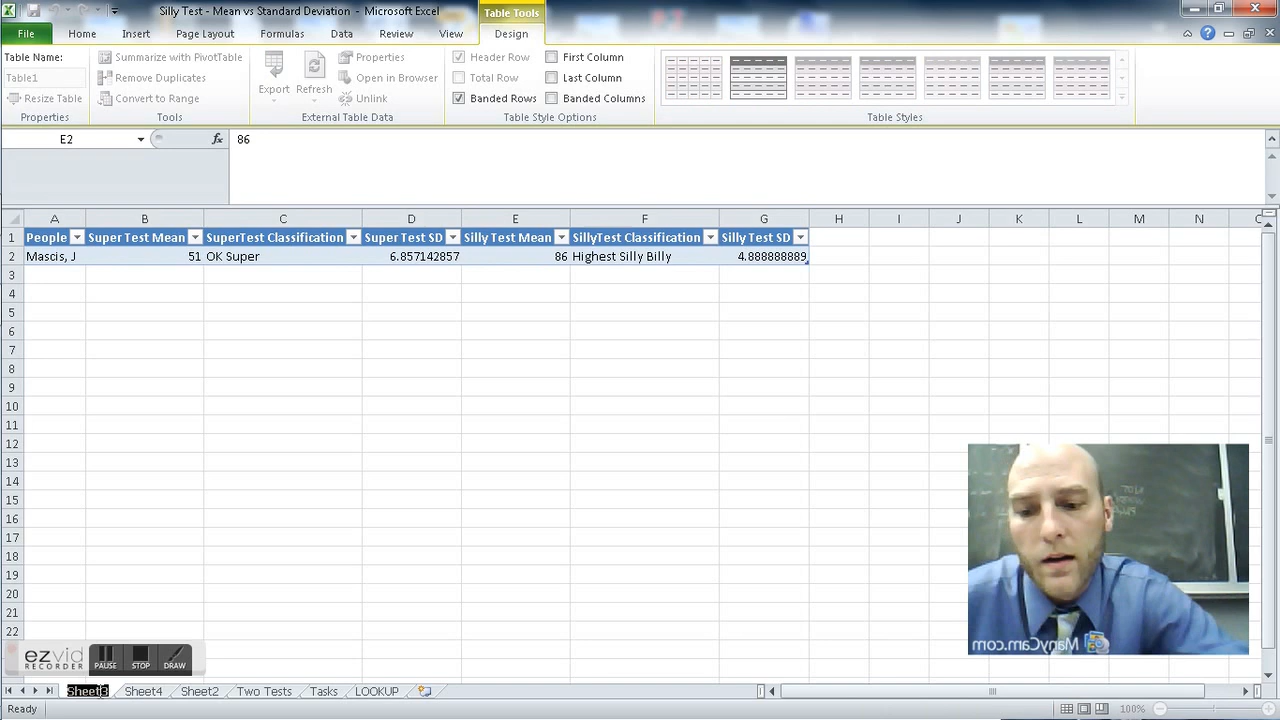 Silly Test - Mean vs Standard Deviation - Microsoft Excel
Table Tools
File Home Insert Page Layout Formulas Data Review View Design
Table Name:
Resize Table
Properties
Summarize with PivotTable
Remove Duplicates
Convert to Range
Tools
Export
Refresh
Properties
Open in Browser
Unlink
External Table Data
Header Row
Total Row
Banded Rows
First Column
Last Column
Banded Columns
Table Style Options
Table Styles
E2 fx 86
A B C D E F G H I J K L M N
1 People Super Test Mean SuperTest Classification Super Test SD Silly Test Mean SillyTest Classification Silly Test SD
2 Mascis, J 51 OK Super 6.857142857 86 Highest Silly Billy 4.888888889
3
4
5
6
7
8
9
10
11
12
13
14
15
16
17
18
19
20
21
22
ManyCam.com
ezvid
RECORDER
PAUSE STOP DRAW
Sheet3 Sheet4 Sheet2 Two Tests Tasks LOOKUP
Ready 100%